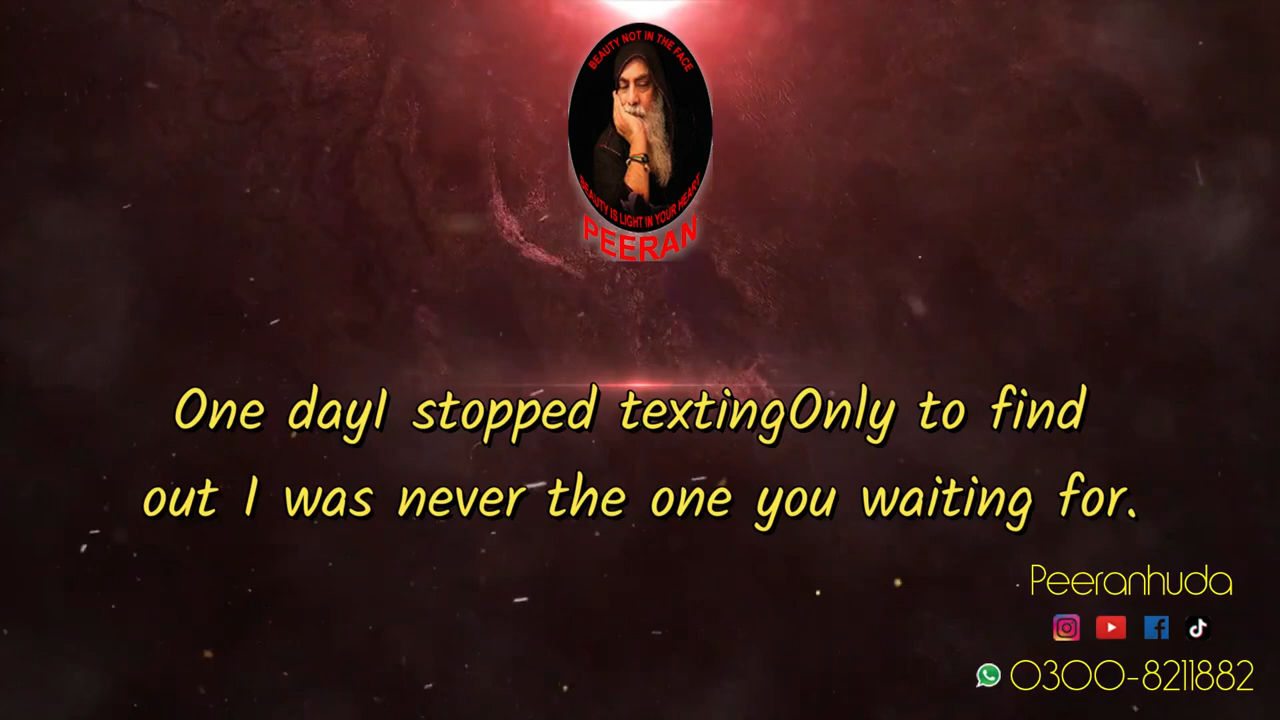 BEAUTY NOT IN THE FACE
BEAUTY IS LIGHT IN YOUR HEART
PEERAN
One dayI stopped textingOnly to find
out I was never the one you waiting for.
Peeranhuda
0300-8211882